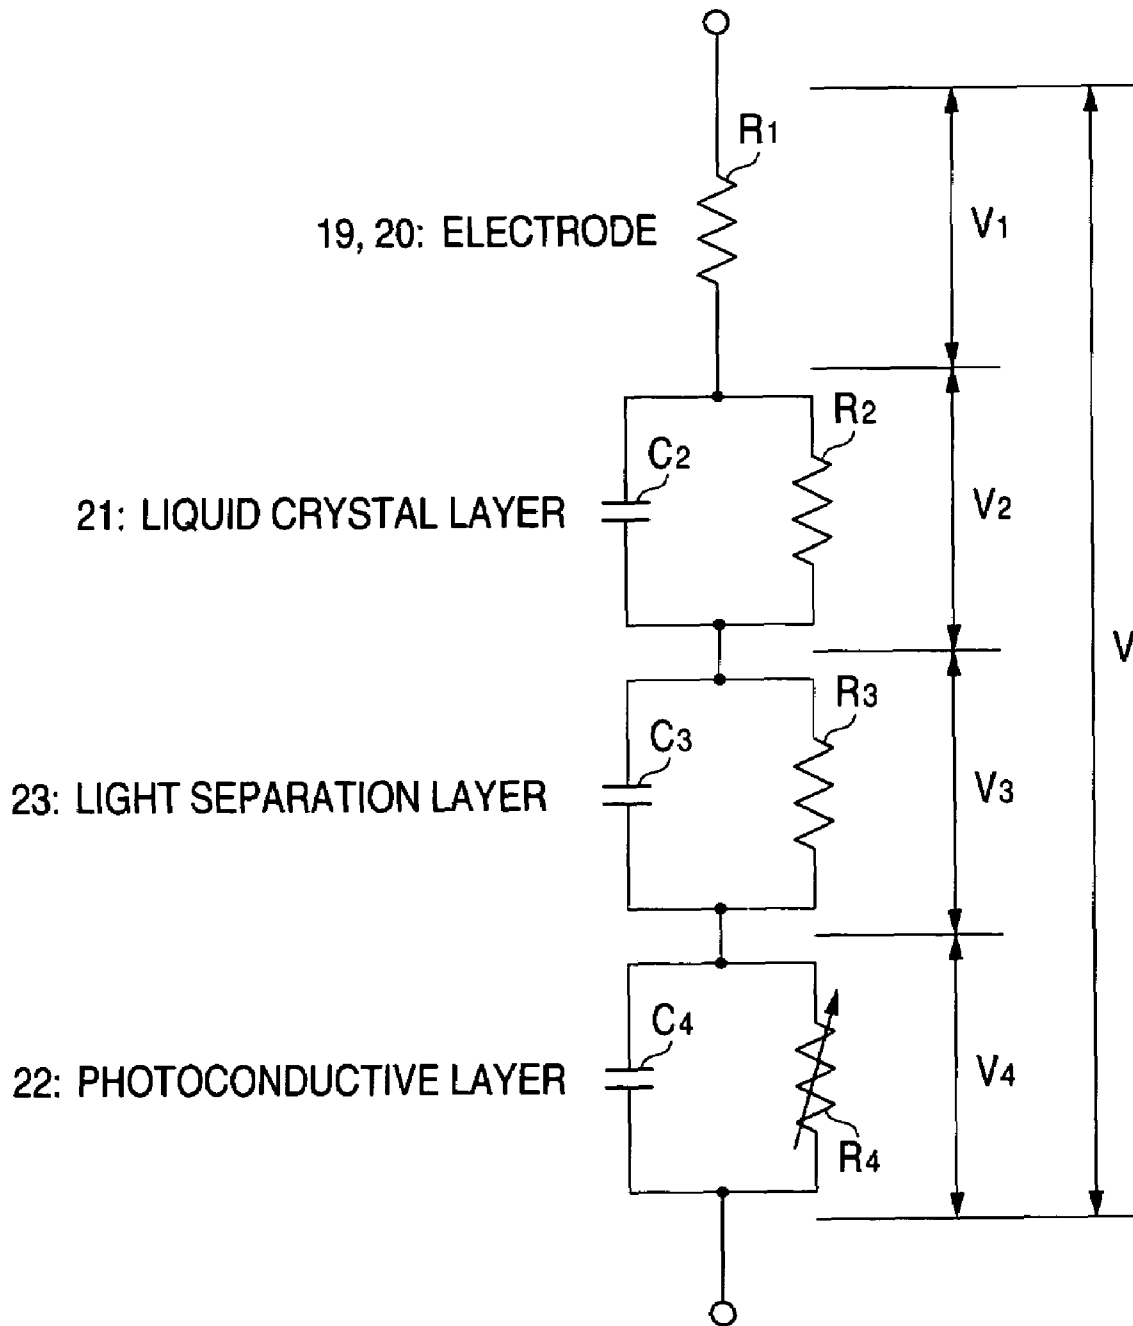 R1
19, 20: ELECTRODE
V1
R2
C2
21: LIQUID CRYSTAL LAYER
V2
V
R3
C3
23: LIGHT SEPARATION LAYER
V3
C4
22: PHOTOCONDUCTIVE LAYER
V4
R4